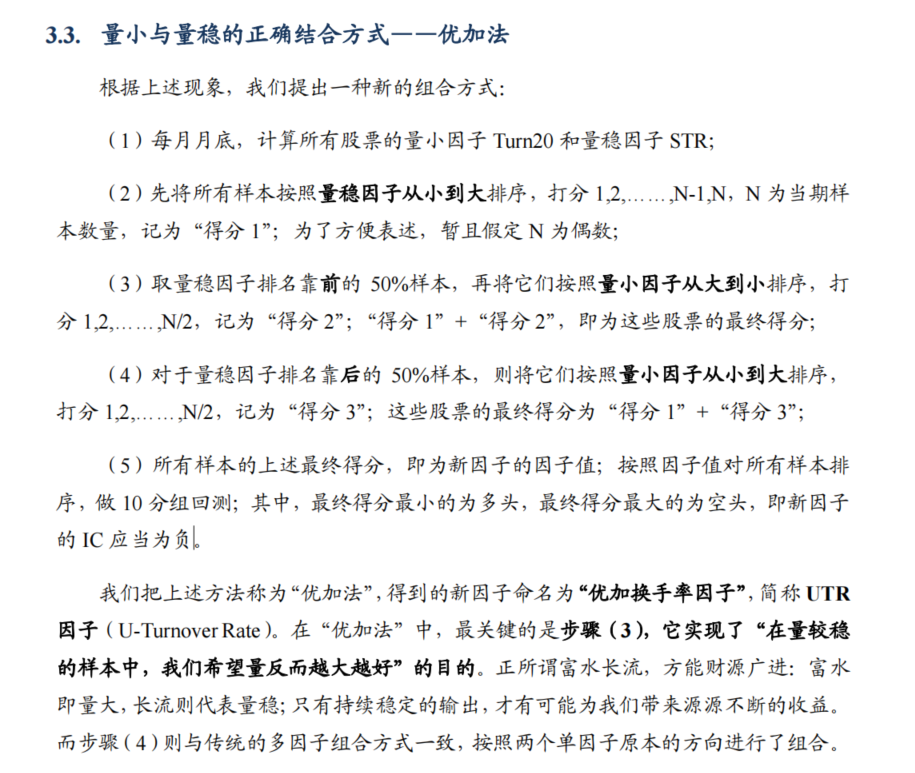 3.3. 量小与量稳的正确结合方式——优加法
根据上述现象，我们提出一种新的组合方式：
（1）每月月底，计算所有股票的量小因子 Turn20 和量稳因子 STR；
（2）先将所有样本按照量稳因子从小到大排序，打分 1,2,……,N-1,N，N 为当期样
本数量，记为“得分 1”；为了方便表述，暂且假定 N 为偶数；
（3）取量稳因子排名靠前的 50%样本，再将它们按照量小因子从大到小排序，打
分 1,2,……,N/2，记为“得分 2”；“得分 1”+“得分 2”，即为这些股票的最终得分；
（4）对于量稳因子排名靠后的 50%样本，则将它们按照量小因子从小到大排序，
打分 1,2,……,N/2，记为“得分 3”；这些股票的最终得分为“得分 1”+“得分 3”；
（5）所有样本的上述最终得分，即为新因子的因子值；按照因子值对所有样本排
序，做 10 分组回测；其中，最终得分最小的为多头，最终得分最大的为空头，即新因子
的 IC 应当为负。
我们把上述方法称为“优加法”，得到的新因子命名为“优加换手率因子”，简称 UTR
因子（U-Turnover Rate）。在“优加法”中，最关键的是步骤（3），它实现了“在量较稳
的样本中，我们希望量反而越大越好”的目的。正所谓富水长流，方能财源广进：富水
即量大，长流则代表量稳；只有持续稳定的输出，才有可能为我们带来源源不断的收益。
而步骤（4）则与传统的多因子组合方式一致，按照两个单因子原本的方向进行了组合。